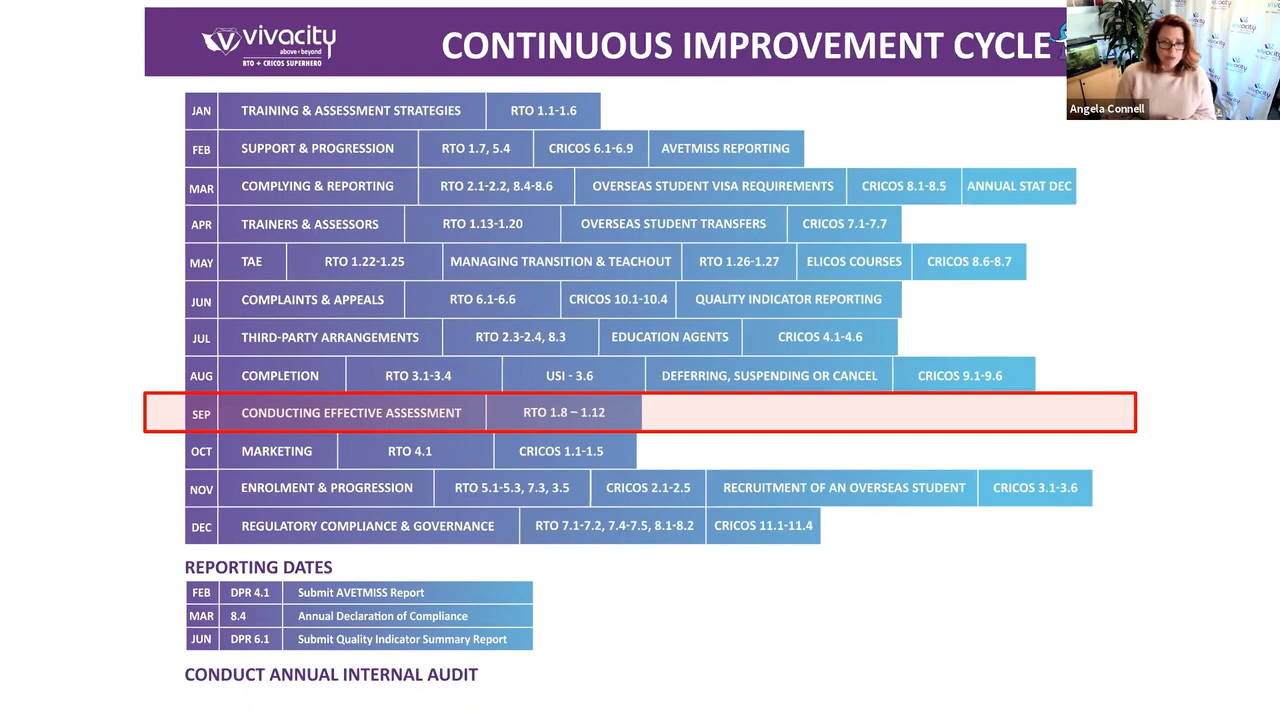 vivacity
above + beyond
RTO + CRICOS SUPERHERO
CONTINUOUS IMPROVEMENT CYCLE
Angela Connell
JAN TRAINING & ASSESSMENT STRATEGIES RTO 1.1-1.6
FEB SUPPORT & PROGRESSION RTO 1.7, 5.4 CRICOS 6.1-6.9 AVETMISS REPORTING
MAR COMPLYING & REPORTING RTO 2.1-2.2, 8.4-8.6 OVERSEAS STUDENT VISA REQUIREMENTS CRICOS 8.1-8.5 ANNUAL STAT DEC
APR TRAINERS & ASSESSORS RTO 1.13-1.20 OVERSEAS STUDENT TRANSFERS CRICOS 7.1-7.7
MAY TAE RTO 1.22-1.25 MANAGING TRANSITION & TEACHOUT RTO 1.26-1.27 ELICOS COURSES CRICOS 8.6-8.7
JUN COMPLAINTS & APPEALS RTO 6.1-6.6 CRICOS 10.1-10.4 QUALITY INDICATOR REPORTING
JUL THIRD-PARTY ARRANGEMENTS RTO 2.3-2.4, 8.3 EDUCATION AGENTS CRICOS 4.1-4.6
AUG COMPLETION RTO 3.1-3.4 USI - 3.6 DEFERRING, SUSPENDING OR CANCEL CRICOS 9.1-9.6
SEP CONDUCTING EFFECTIVE ASSESSMENT RTO 1.8 – 1.12
OCT MARKETING RTO 4.1 CRICOS 1.1-1.5
NOV ENROLMENT & PROGRESSION RTO 5.1-5.3, 7.3, 3.5 CRICOS 2.1-2.5 RECRUITMENT OF AN OVERSEAS STUDENT CRICOS 3.1-3.6
DEC REGULATORY COMPLIANCE & GOVERNANCE RTO 7.1-7.2, 7.4-7.5, 8.1-8.2 CRICOS 11.1-11.4
REPORTING DATES
FEB DPR 4.1 Submit AVETMISS Report
MAR 8.4 Annual Declaration of Compliance
JUN DPR 6.1 Submit Quality Indicator Summary Report
CONDUCT ANNUAL INTERNAL AUDIT